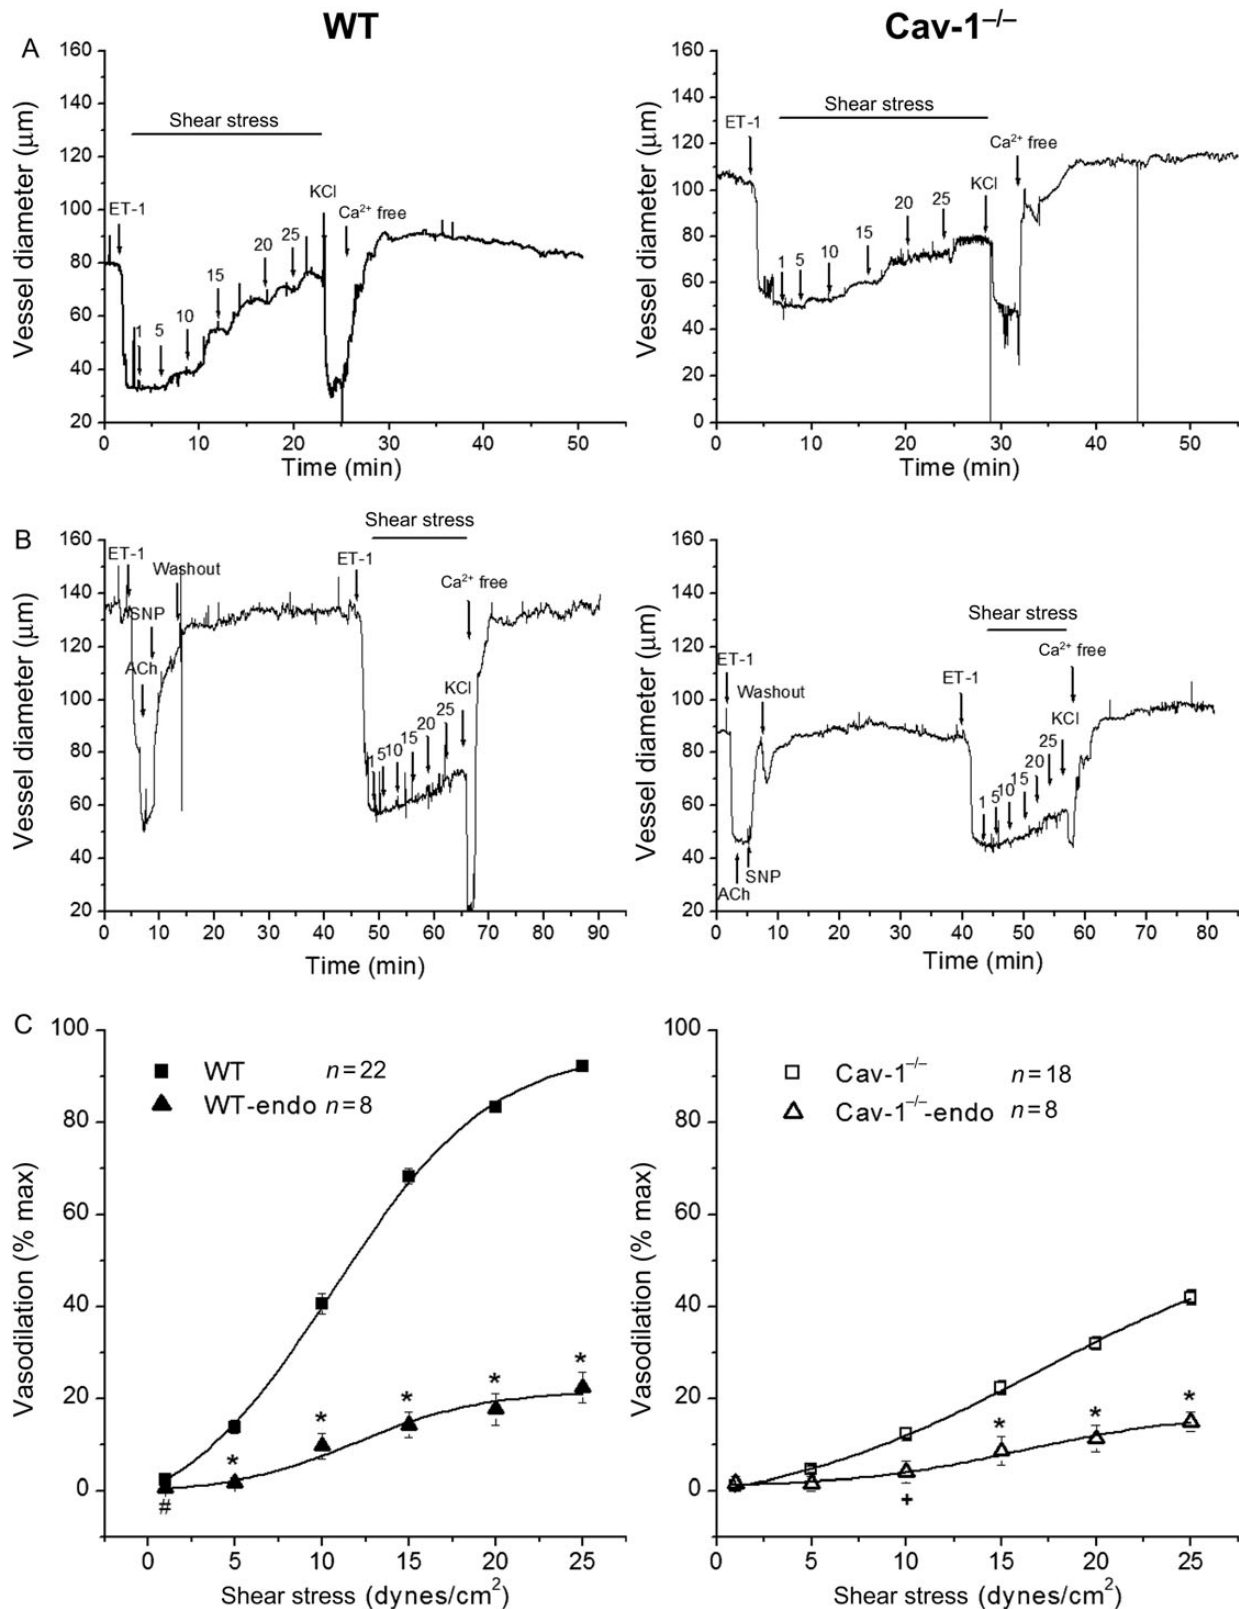 WT
Cav-1–/–
A
Vessel diameter (µm)
160
140
120
100
80
60
40
20
Shear stress
ET-1
1
5
10
15
20
25
KCl
Ca2+ free
0
10
20
30
40
50
Time (min)
Vessel diameter (µm)
160
140
120
100
80
60
40
20
0
Shear stress
ET-1
1
5
10
15
20
25
KCl
Ca2+ free
0
10
20
30
40
50
Time (min)
B
Vessel diameter (µm)
160
140
120
100
80
60
40
20
Shear stress
ET-1
Washout
SNP
ACh
ET-1
1
5
10
15
20
25
KCl
Ca2+ free
0
10
20
30
40
50
60
70
80
90
Time (min)
Vessel diameter (µm)
160
140
120
100
80
60
40
20
Shear stress
ET-1
Washout
ACh
SNP
ET-1
1
5
10
15
20
25
KCl
Ca2+ free
0
10
20
30
40
50
60
70
80
Time (min)
C
Vasodilation (% max)
100
80
60
40
20
0
WT n=22
WT-endo n=8
*
*
*
*
*
#
0
5
10
15
20
25
Shear stress (dynes/cm2)
Vasodilation (% max)
100
80
60
40
20
0
Cav-1–/– n=18
Cav-1–/–-endo n=8
*
*
*
+
0
5
10
15
20
25
Shear stress (dynes/cm2)